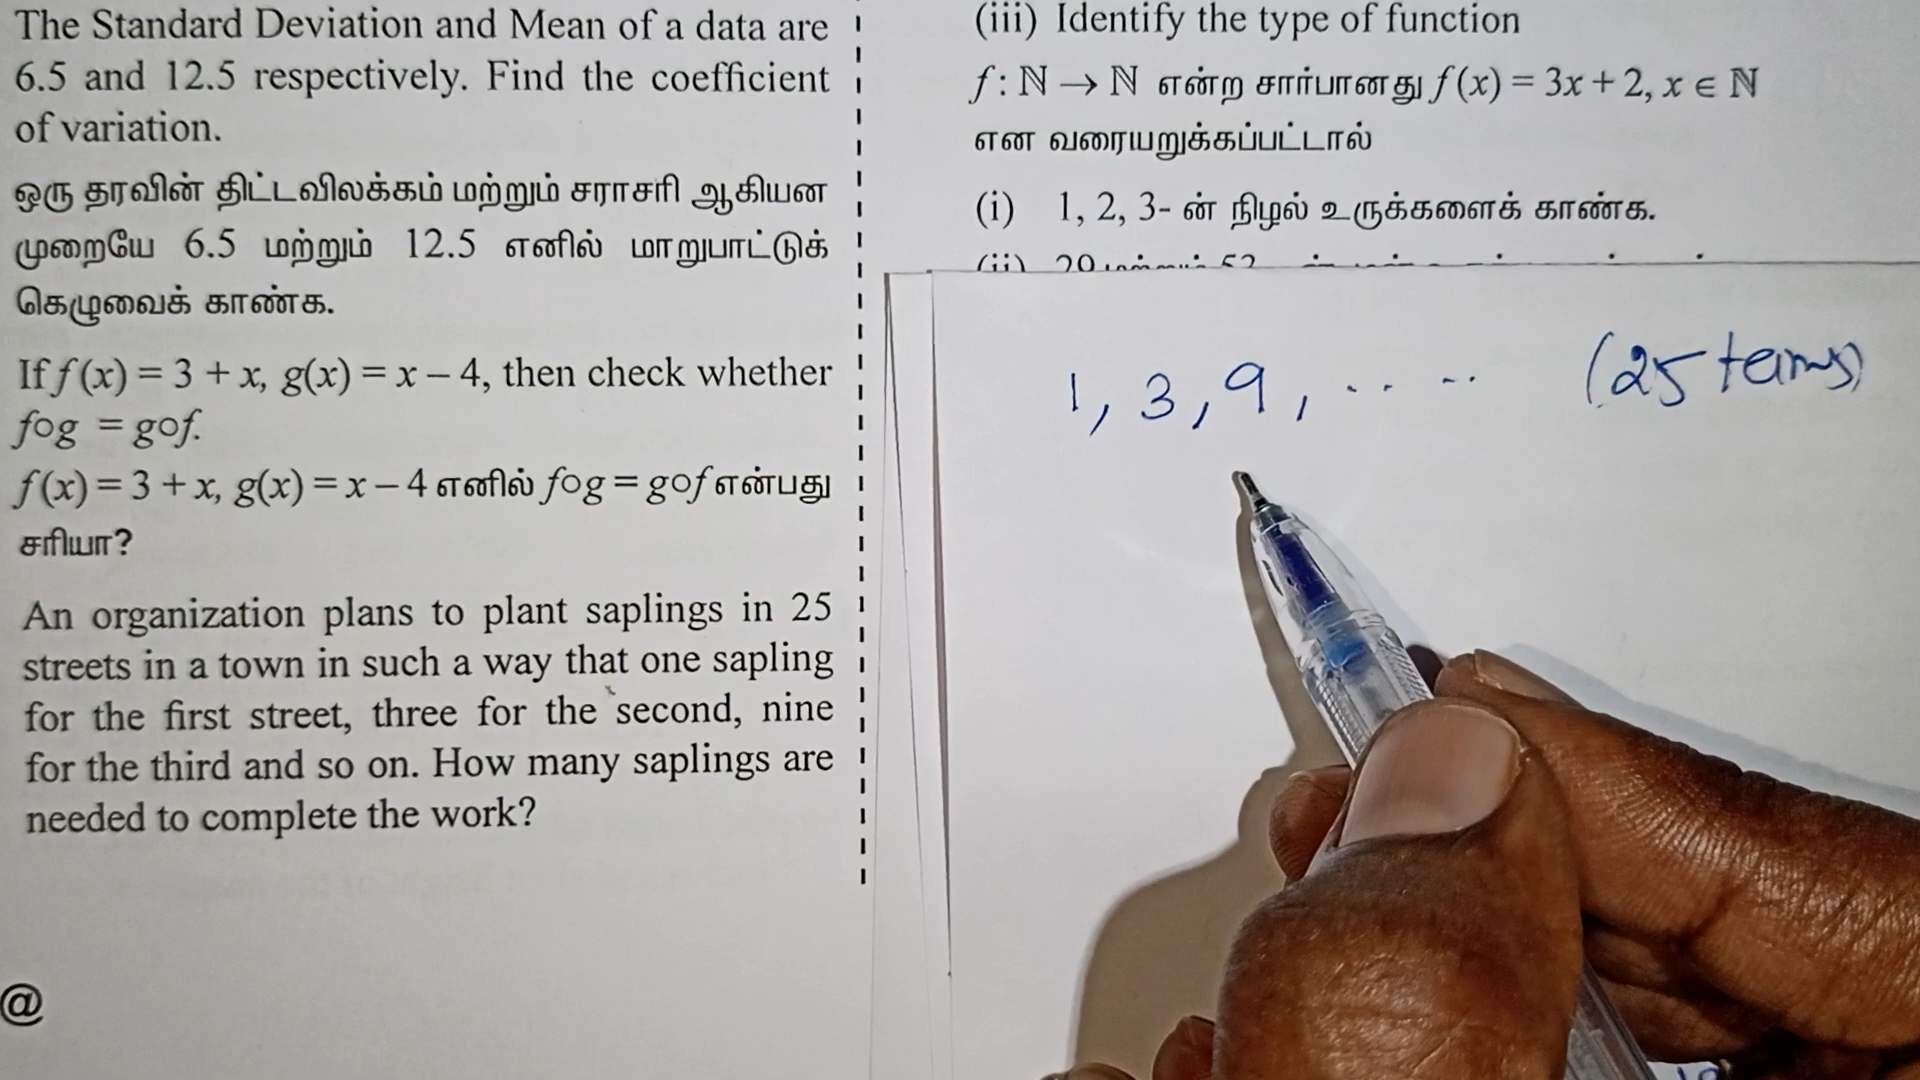 The Standard Deviation and Mean of a data are
6.5 and 12.5 respectively. Find the coefficient
of variation.
ஒரு தரவின் திட்டவிலக்கம் மற்றும் சராசரி ஆகியன
முறையே 6.5 மற்றும் 12.5 எனில் மாறுபாட்டுக்
கெழுவைக் காண்க.
If f(x) = 3 + x, g(x) = x – 4, then check whether
fog = gof.
f(x) = 3 + x, g(x) = x – 4 எனில் fog = gof என்பது
சரியா?
An organization plans to plant saplings in 25
streets in a town in such a way that one sapling
for the first street, three for the second, nine
for the third and so on. How many saplings are
needed to complete the work?
@
(iii) Identify the type of function
f : ℕ → ℕ என்ற சார்பானது f(x) = 3x + 2, x ∈ ℕ
என வரையறுக்கப்பட்டால்
(i) 1, 2, 3- ன் நிழல் உருக்களைக் காண்க.
(ii)
1, 3, 9, .. .. (25 terms)